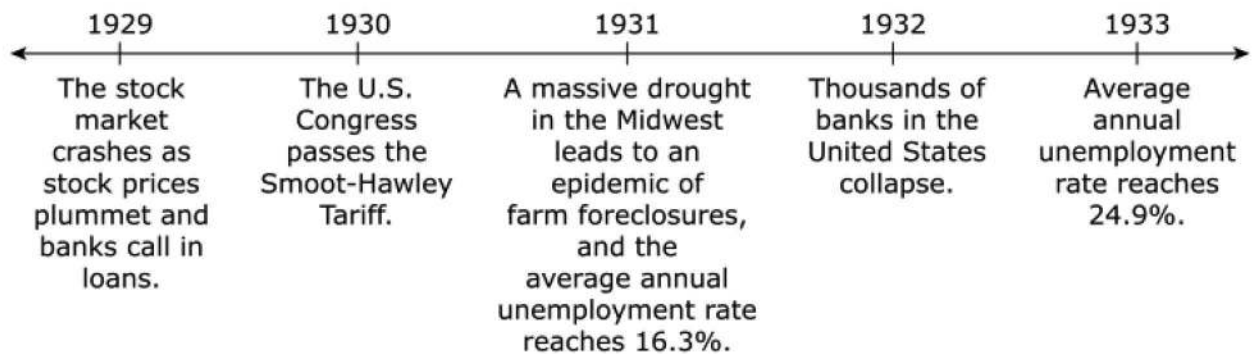 1929
The stock
market
crashes as
stock prices
plummet and
banks call in
loans.
1930
The U.S.
Congress
passes the
Smoot-Hawley
Tariff.
1931
A massive drought
in the Midwest
leads to an
epidemic of
farm foreclosures,
and the
average annual
unemployment rate
reaches 16.3%.
1932
Thousands of
banks in the
United States
collapse.
1933
Average
annual
unemployment
rate reaches
24.9%.